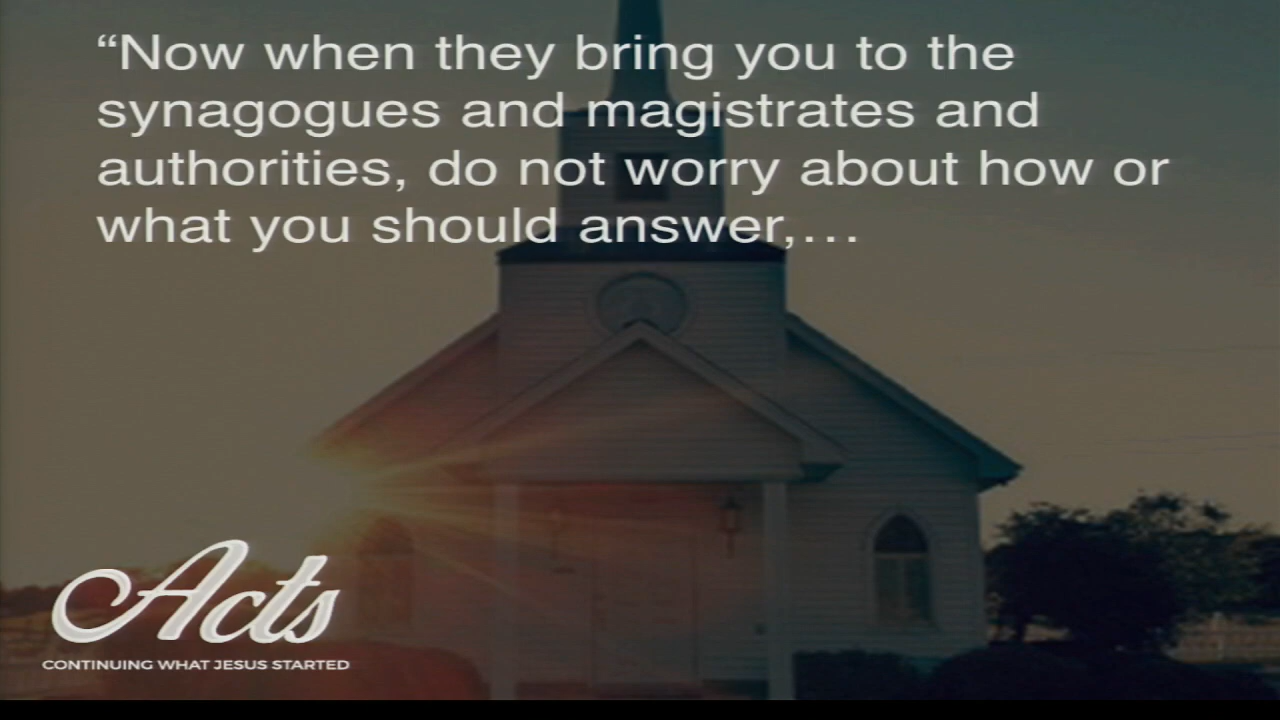 “Now when they bring you to the
synagogues and magistrates and
authorities, do not worry about how or
what you should answer,...
Acts
CONTINUING WHAT JESUS STARTED